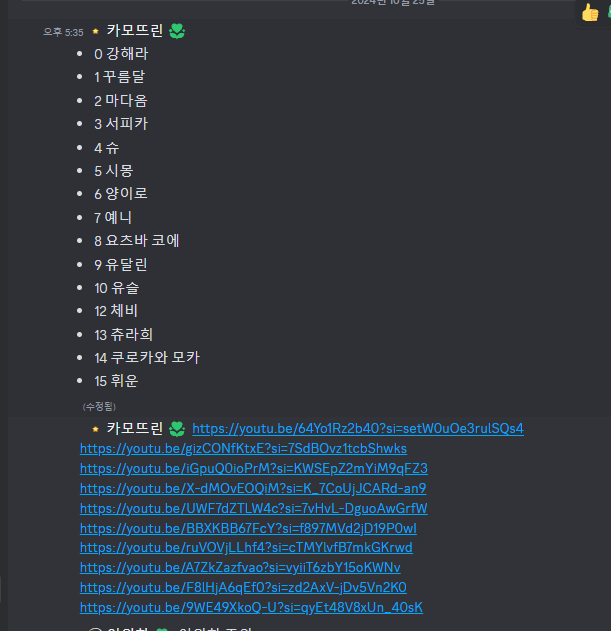 2024년 10월 25일
오후 5:35 카모뜨린
0 강해라
1 꾸름달
2 마다옴
3 서피카
4 슈
5 시몽
6 양이로
7 예니
8 요즈바 코에
9 유달린
10 유슬
12 체비
13 츄라희
14 쿠로카와 모카
15 휘운
(수정됨)
카모뜨린 https://youtu.be/64Yo1Rz2b40?si=setW0uOe3rulSQs4
https://youtu.be/gizCONfKtxE?si=7SdBOvz1tcbShwks
https://youtu.be/iGpuQ0ioPrM?si=KWSEpZ2mYiM9qFZ3
https://youtu.be/X-dMOvEOQiM?si=K_7CoUjJCARd-an9
https://youtu.be/UWF7dZTLW4c?si=7vHvL-DguoAwGrfW
https://youtu.be/BBXKBB67FcY?si=f897MVd2jD19P0wI
https://youtu.be/ruVOVjLLhf4?si=cTMYlvfB7mkGKrwd
https://youtu.be/A7ZkZazfvao?si=vyiiT6zbY15oKWNv
https://youtu.be/F8lHjA6qEf0?si=zd2AxV-jDv5Vn2K0
https://youtu.be/9WE49XkoQ-U?si=qyEt48V8xUn_40sK